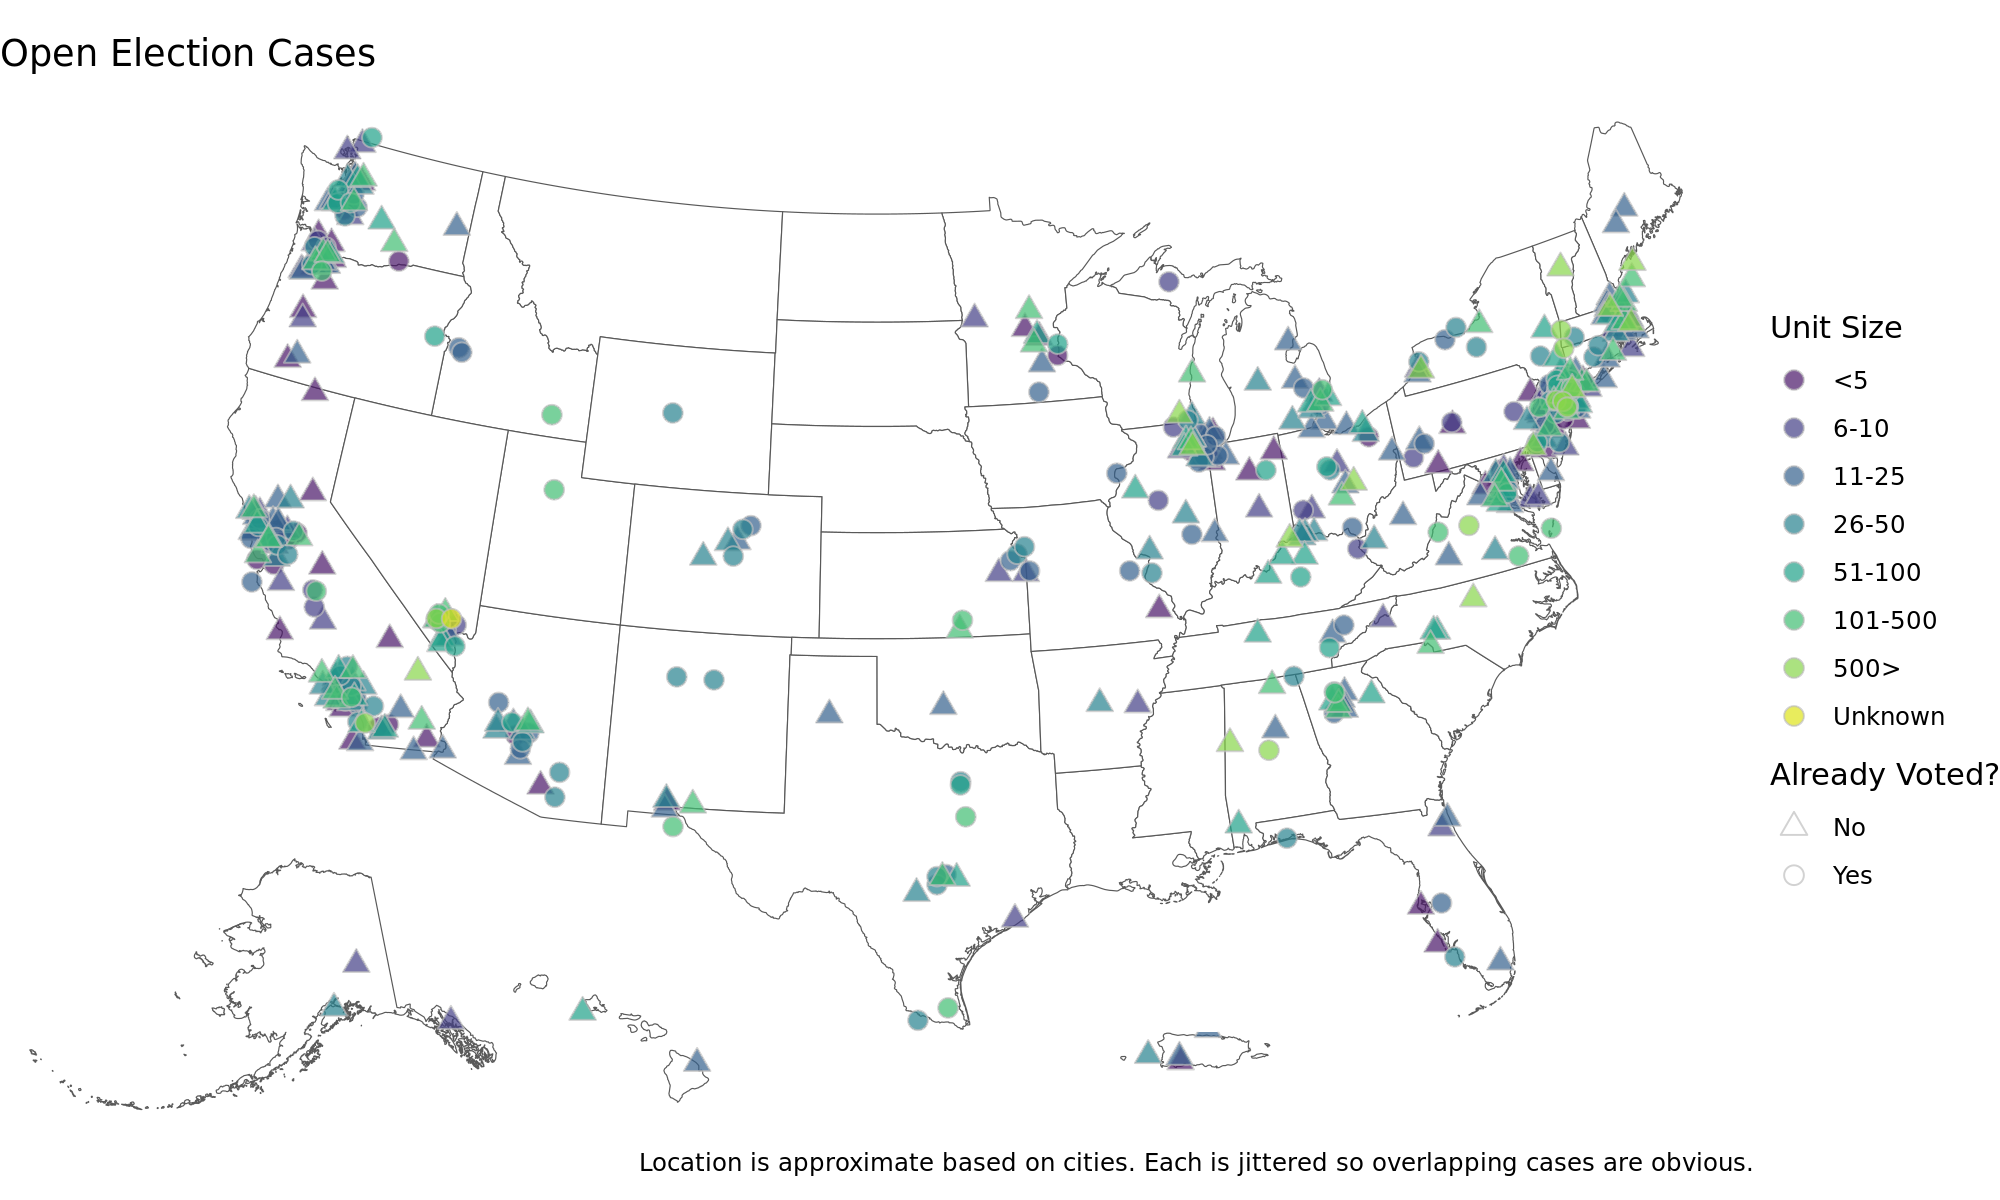 Open Election Cases
Unit Size
<5
6-10
11-25
26-50
51-100
101-500
500>
Unknown
Already Voted?
No
Yes
Location is approximate based on cities. Each is jittered so overlapping cases are obvious.